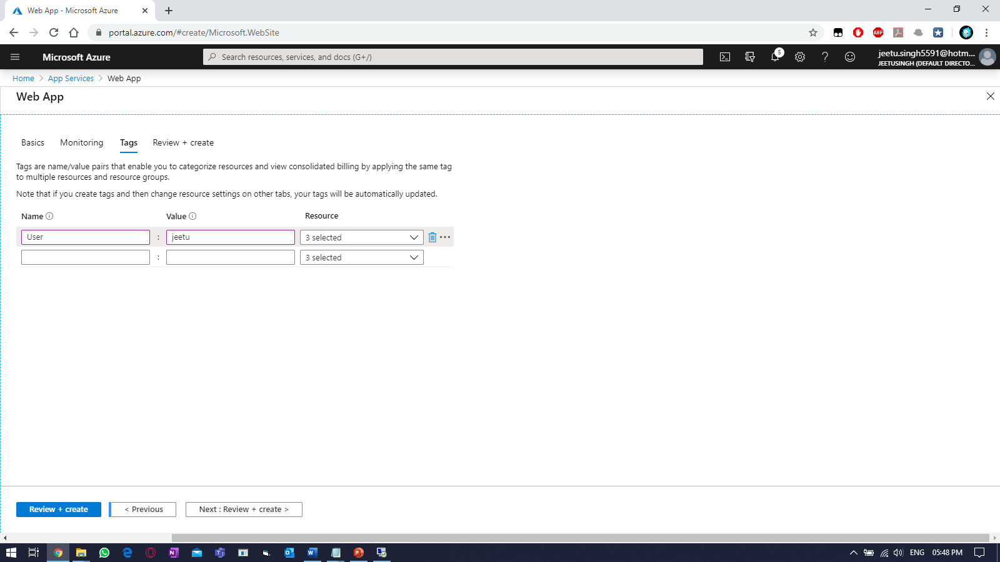 Web App - Microsoft Azure
portal.azure.com/#create/Microsoft.WebSite
ABP
Microsoft Azure
Search resources, services, and docs (G+/)
5
jeetu.singh5591@hotm...
JEETUSINGH (DEFAULT DIRECTO...
Home > App Services > Web App
Web App
Basics Monitoring Tags Review + create
Tags are name/value pairs that enable you to categorize resources and view consolidated billing by applying the same tag
to multiple resources and resource groups.
Note that if you create tags and then change resource settings on other tabs, your tags will be automatically updated.
Name Value Resource
User : jeetu 3 selected
: 3 selected
Review + create < Previous Next : Review + create >
ENG 05:48 PM